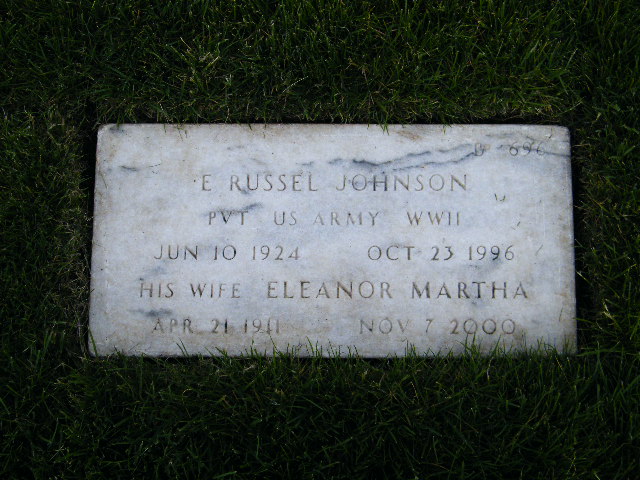 D 696
E RUSSEL JOHNSON
PVT US ARMY WWII
JUN 10 1924 OCT 23 1996
HIS WIFE ELEANOR MARTHA
APR 21 1911 NOV 7 2000